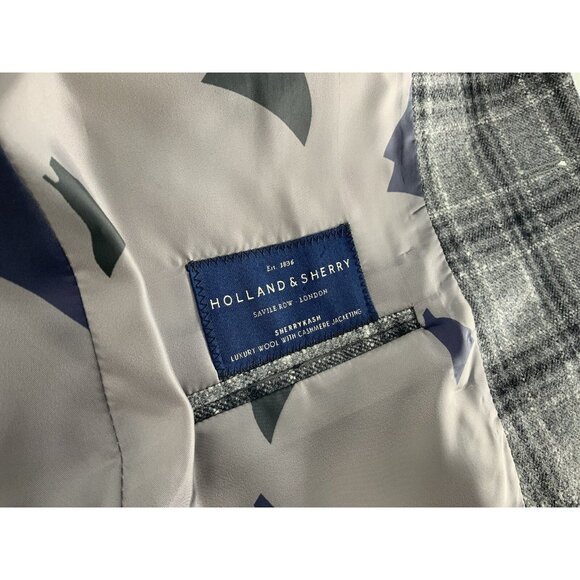 Est. 1836
HOLLAND & SHERRY
SAVILE ROW LONDON
SHERRYKASH
LUXURY WOOL WITH CASHMERE JACKETING